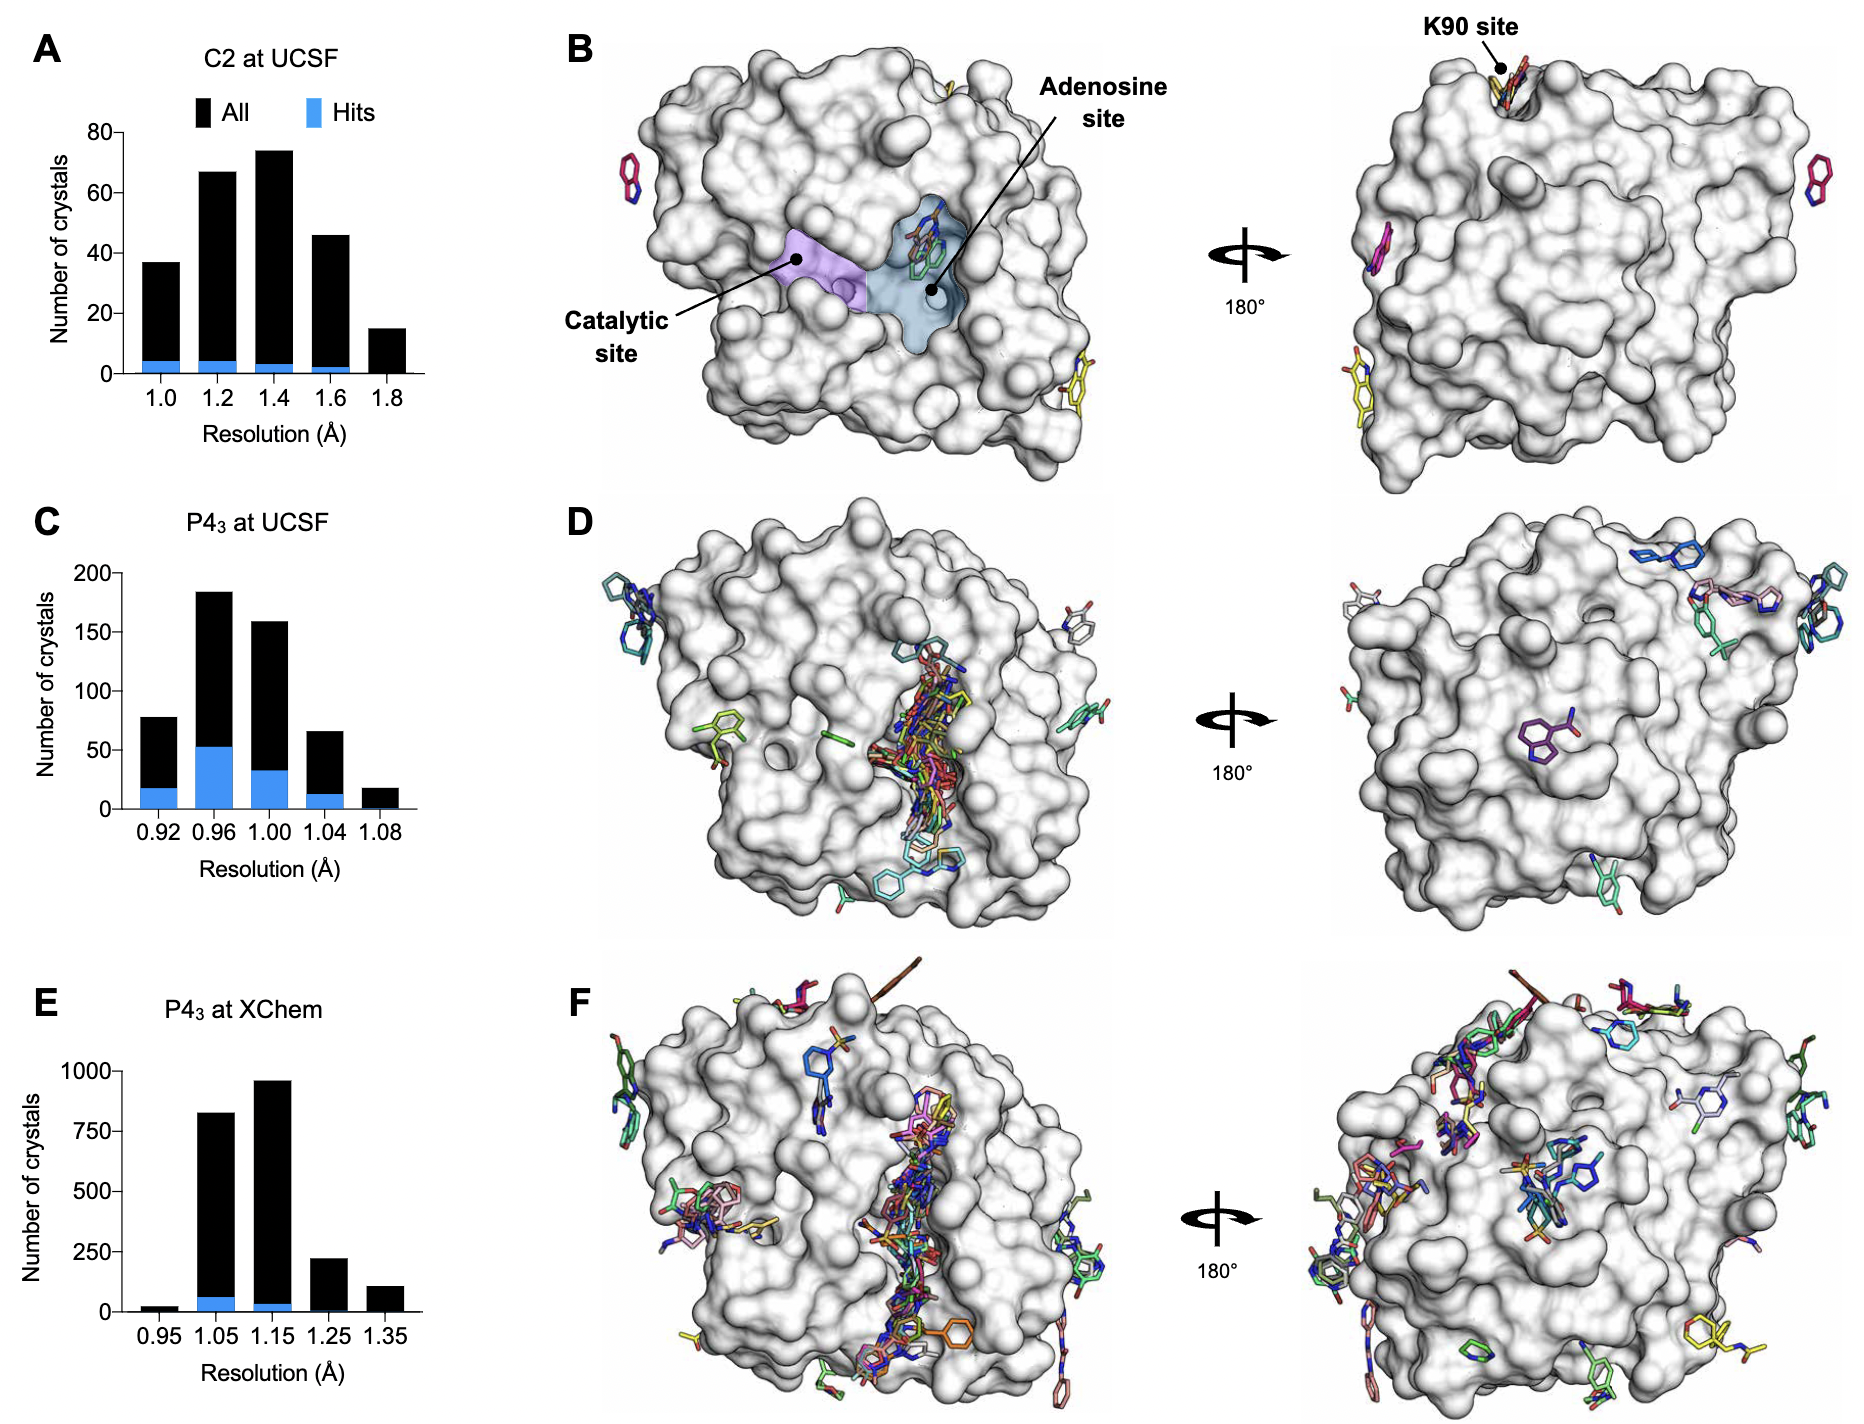 A
C2 at UCSF
All
Hits
Number of crystals
80
60
40
20
0
1.0 1.2 1.4 1.6 1.8
Resolution (Å)
B
Adenosine
site
Catalytic
site
180°
K90 site
C
P4₃ at UCSF
Number of crystals
200
150
100
50
0
0.92 0.96 1.00 1.04 1.08
Resolution (Å)
D
180°
E
P4₃ at XChem
Number of crystals
1000
750
500
250
0
0.95 1.05 1.15 1.25 1.35
Resolution (Å)
F
180°